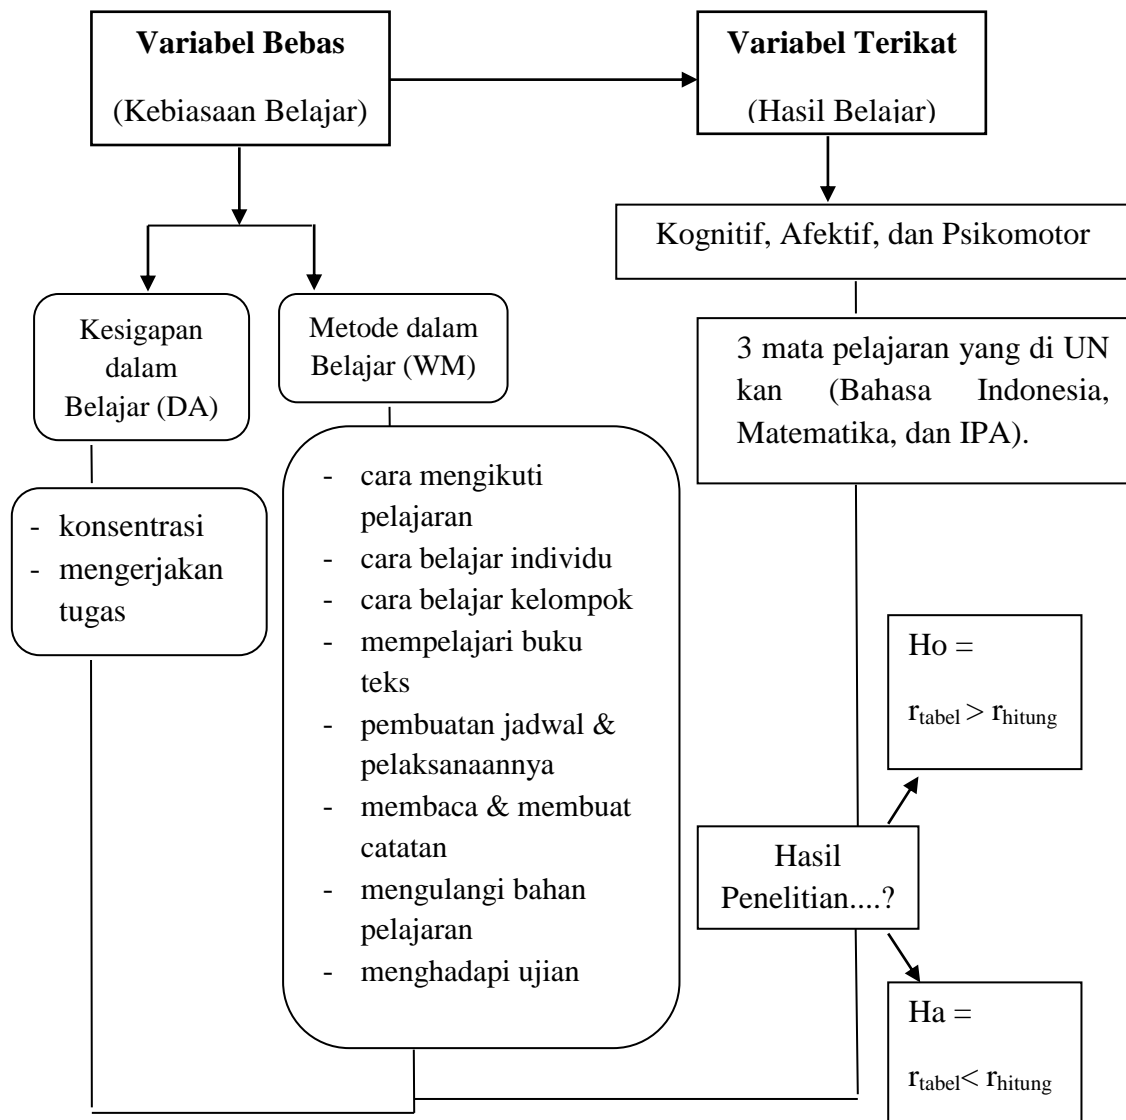 Variabel Bebas
(Kebiasaan Belajar)
Variabel Terikat
(Hasil Belajar)
Kognitif, Afektif, dan Psikomotor
Kesigapan
dalam
Belajar (DA)
Metode dalam
Belajar (WM)
3 mata pelajaran yang di UN
kan (Bahasa Indonesia,
Matematika, dan IPA).
- konsentrasi
- mengerjakan
tugas
- cara mengikuti
pelajaran
- cara belajar individu
- cara belajar kelompok
- mempelajari buku
teks
- pembuatan jadwal &
pelaksanaannya
- membaca & membuat
catatan
- mengulangi bahan
pelajaran
- menghadapi ujian
Ho =
rtabel > rhitung
Hasil
Penelitian....?
Ha =
rtabel< rhitung